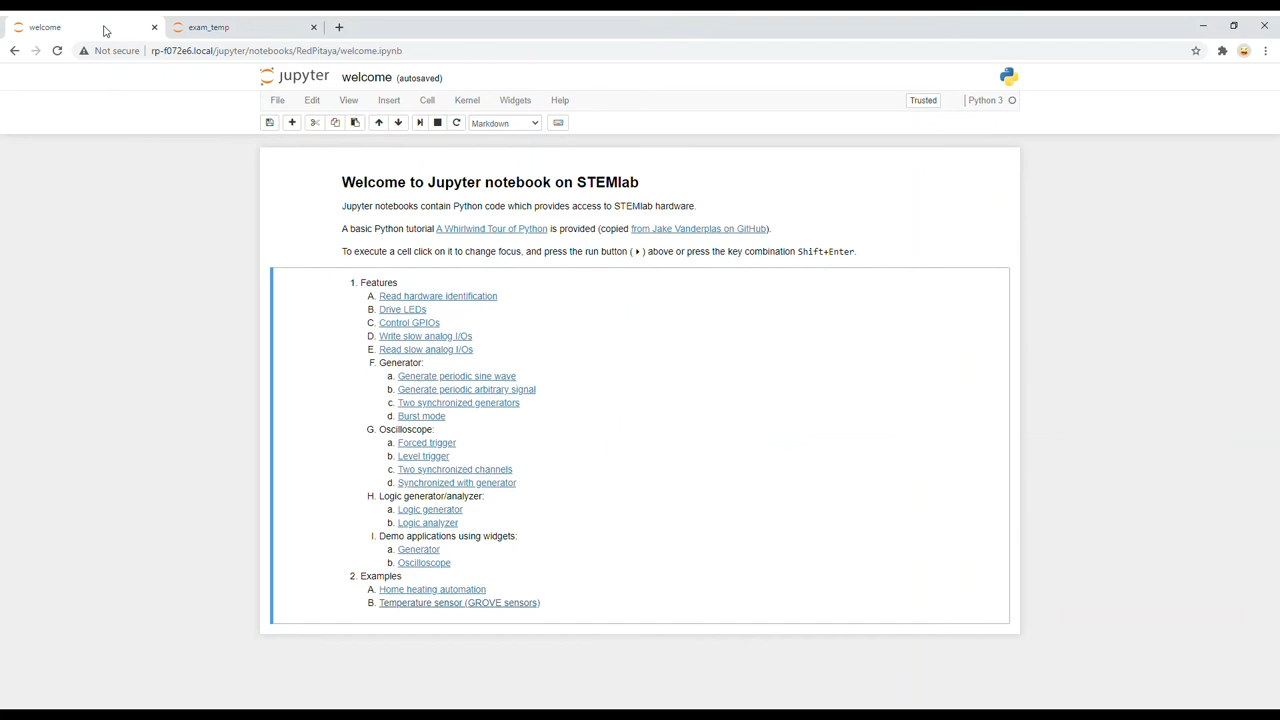 welcome
exam_temp
Not secure
rp-f072e6.local/jupyter/notebooks/RedPitaya/welcome.ipynb
jupyter welcome (autosaved)
File Edit View Insert Cell Kernel Widgets Help Trusted Python 3
Markdown
Welcome to Jupyter notebook on STEMlab
Jupyter notebooks contain Python code which provides access to STEMlab hardware.
A basic Python tutorial A Whirlwind Tour of Python is provided (copied from Jake Vanderplas on GitHub).
To execute a cell click on it to change focus, and press the run button ( ) above or press the key combination Shift+Enter.
1. Features
A. Read hardware identification
B. Drive LEDs
C. Control GPIOs
D. Write slow analog I/Os
E. Read slow analog I/Os
F. Generator:
a. Generate periodic sine wave
b. Generate periodic arbitrary signal
c. Two synchronized generators
d. Burst mode
G. Oscilloscope:
a. Forced trigger
b. Level trigger
c. Two synchronized channels
d. Synchronized with generator
H. Logic generator/analyzer:
a. Logic generator
b. Logic analyzer
I. Demo applications using widgets:
a. Generator
b. Oscilloscope
2. Examples
A. Home heating automation
B. Temperature sensor (GROVE sensors)